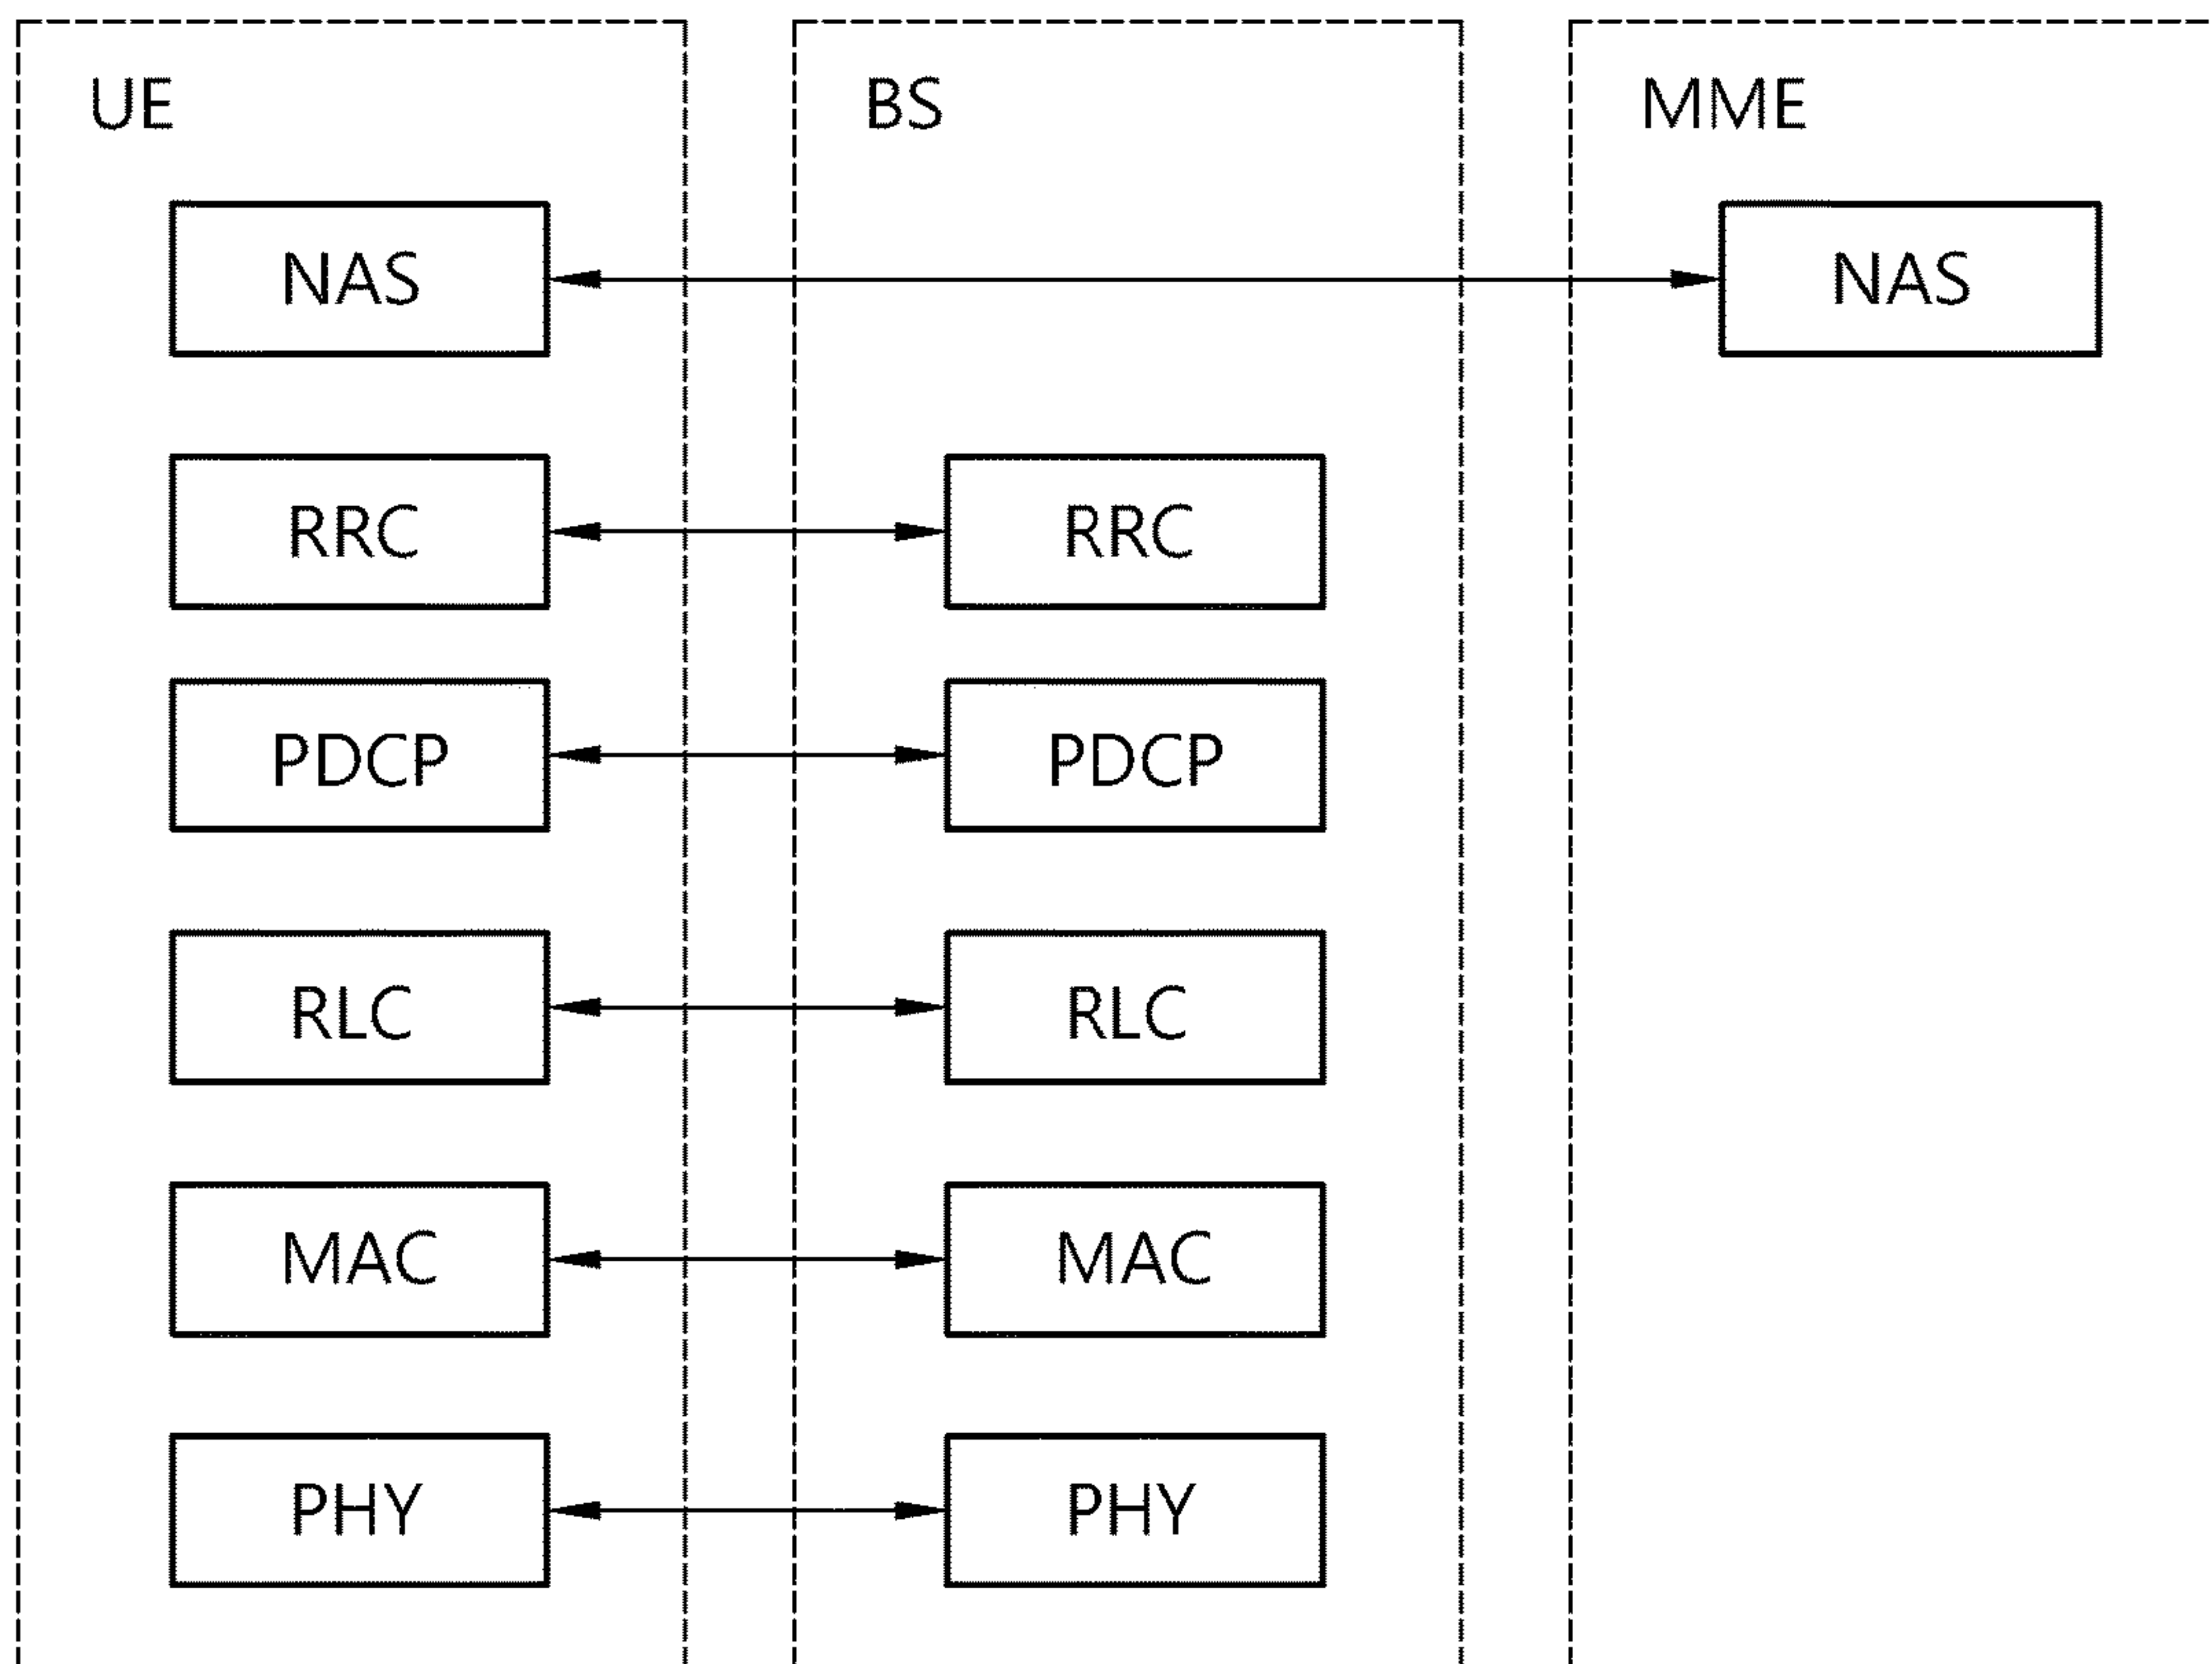 UE BS MME
NAS NAS
RRC RRC
PDCP PDCP
RLC RLC
MAC MAC
PHY PHY